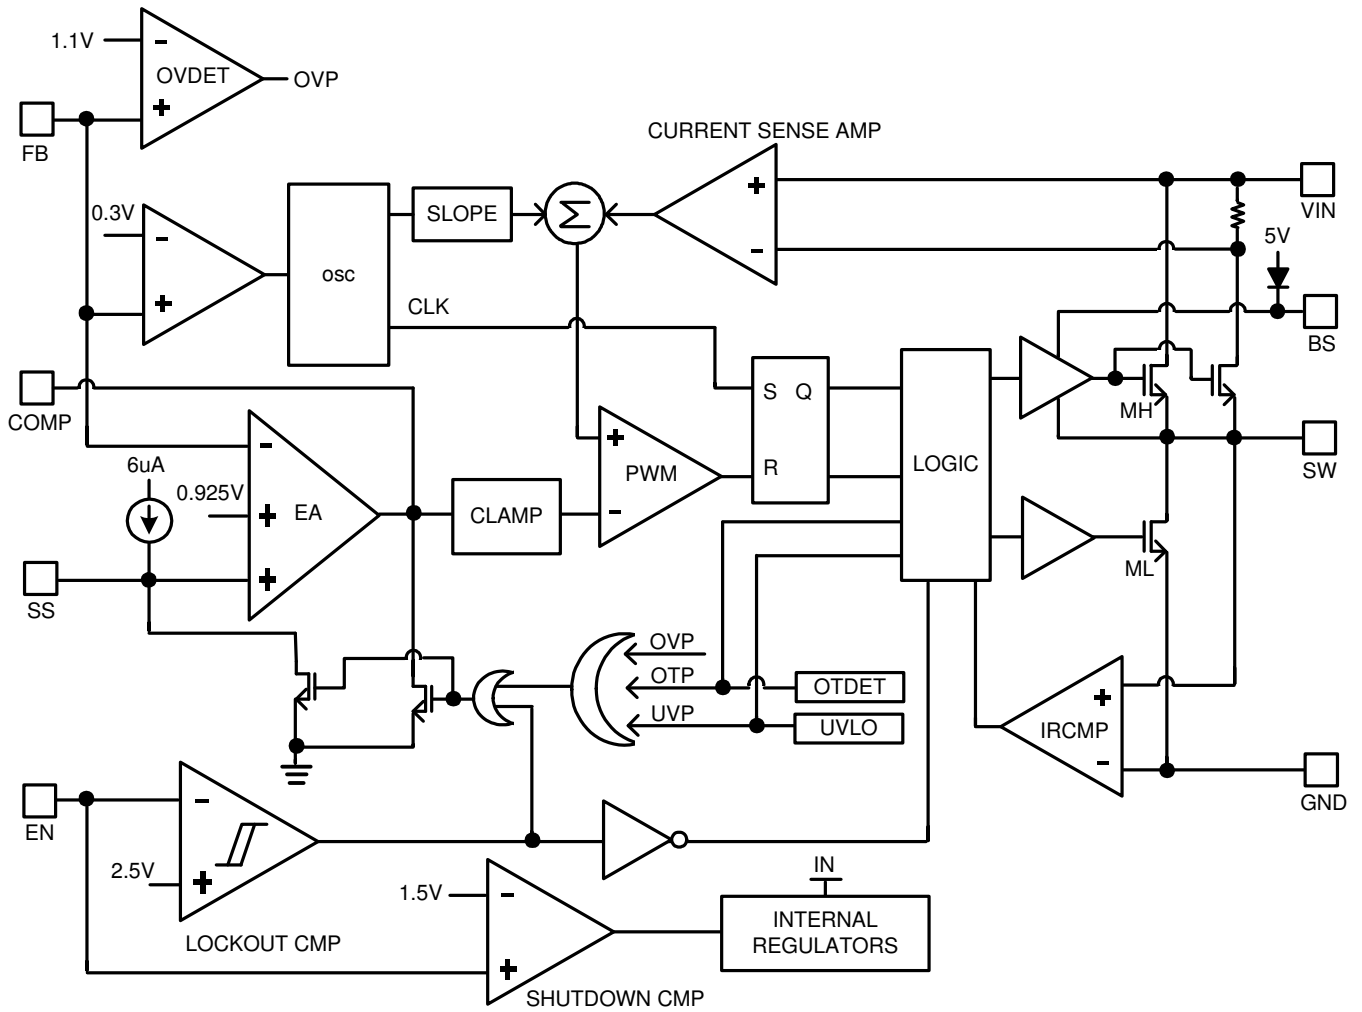 1.1V
OVDET
OVP
FB
CURRENT SENSE AMP
0.3V
osc
SLOPE
Σ
VIN
5V
CLK
BS
COMP
S Q
R
MH
6uA
0.925V
EA
CLAMP
PWM
LOGIC
SW
SS
ML
OVP
OTP
OTDET
UVP
UVLO
IRCMP
EN
GND
2.5V
LOCKOUT CMP
1.5V
IN
INTERNAL
REGULATORS
SHUTDOWN CMP